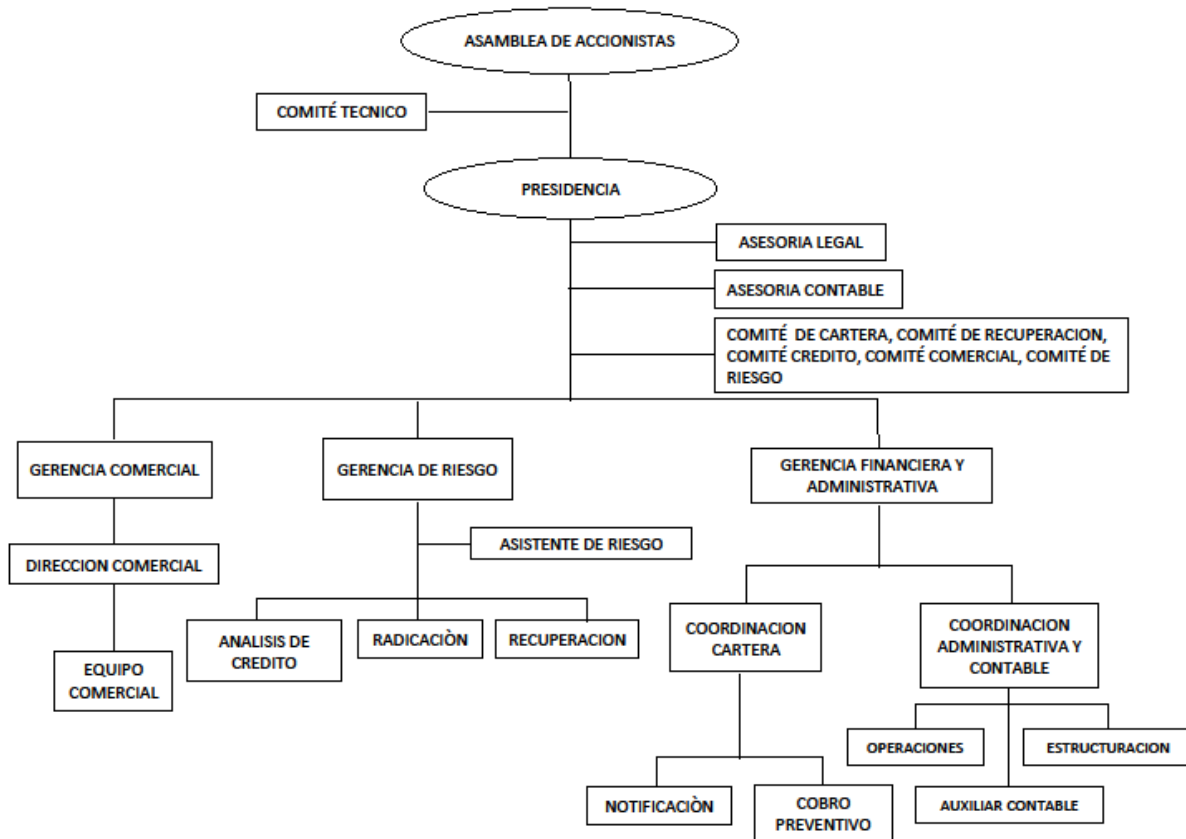 ASAMBLEA DE ACCIONISTAS
COMITÉ TECNICO
PRESIDENCIA
ASESORIA LEGAL
ASESORIA CONTABLE
COMITÉ DE CARTERA, COMITÉ DE RECUPERACION,
COMITÉ CREDITO, COMITÉ COMERCIAL, COMITÉ DE
RIESGO
GERENCIA COMERCIAL
GERENCIA DE RIESGO
GERENCIA FINANCIERA Y
ADMINISTRATIVA
ASISTENTE DE RIESGO
DIRECCION COMERCIAL
ANALISIS DE
CREDITO
RADICACIÒN
RECUPERACION
COORDINACION
CARTERA
COORDINACION
ADMINISTRATIVA Y
CONTABLE
EQUIPO
COMERCIAL
OPERACIONES
ESTRUCTURACION
NOTIFICACIÒN
COBRO
PREVENTIVO
AUXILIAR CONTABLE